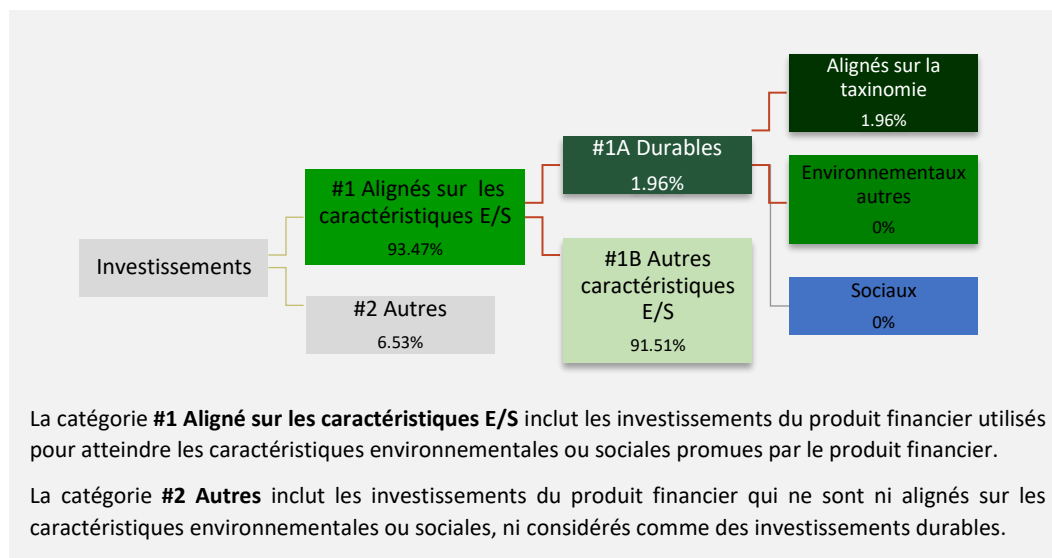 Investissements
#1 Alignés sur les
caractéristiques E/S
93.47%
#2 Autres
6.53%
#1A Durables
1.96%
#1B Autres
caractéristiques
E/S
91.51%
Alignés sur la
taxinomie
1.96%
Environnementaux
autres
0%
Sociaux
0%
La catégorie #1 Aligné sur les caractéristiques E/S inclut les investissements du produit financier utilisés
pour atteindre les caractéristiques environnementales ou sociales promues par le produit financier.
La catégorie #2 Autres inclut les investissements du produit financier qui ne sont ni alignés sur les
caractéristiques environnementales ou sociales, ni considérés comme des investissements durables.